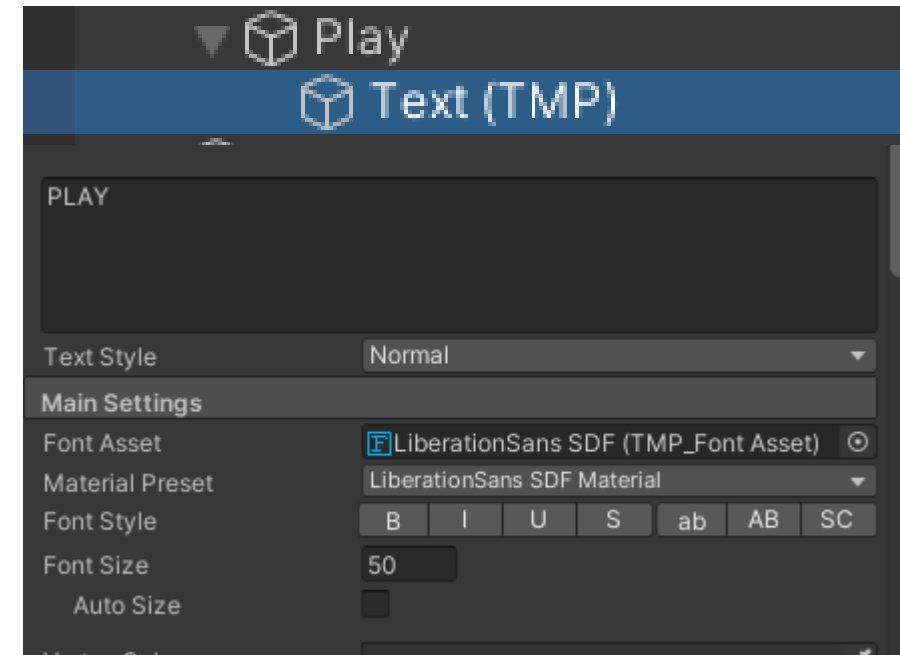 Play
Text (TMP)
PLAY
Text Style Normal
Main Settings
Font Asset F LiberationSans SDF (TMP_Font Asset)
Material Preset LiberationSans SDF Material
Font Style B I U S ab AB SC
Font Size 50
Auto Size